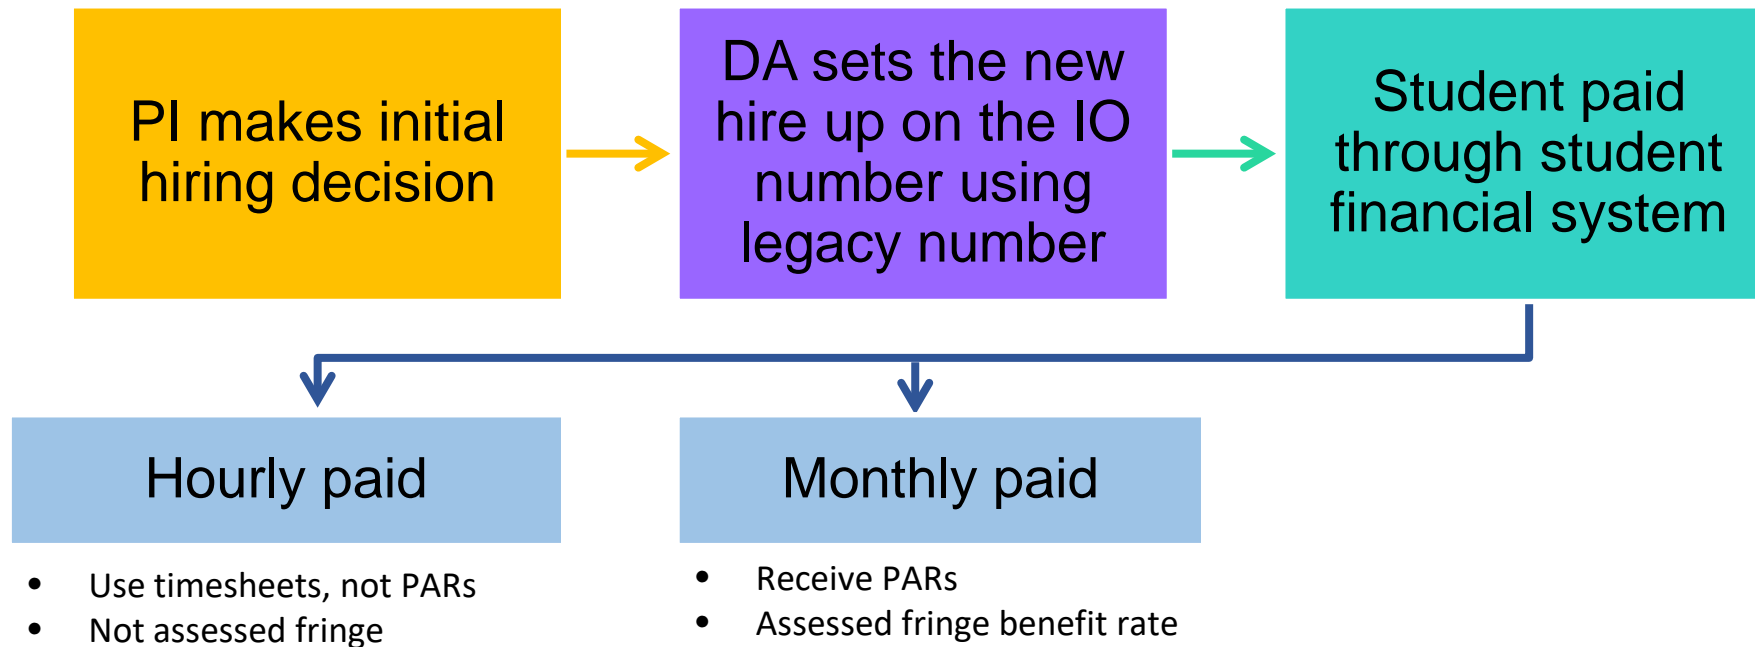 PI makes initial
hiring decision
DA sets the new
hire up on the IO
number using
legacy number
Student paid
through student
financial system
Hourly paid
• Use timesheets, not PARs
• Not assessed fringe
Monthly paid
• Receive PARs
• Assessed fringe benefit rate